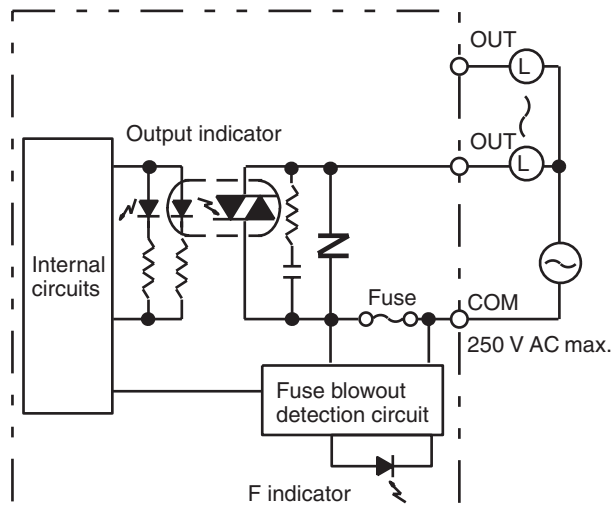 OUT
L
Output indicator
OUT
L
Internal
circuits
Fuse
COM
250 V AC max.
Fuse blowout
detection circuit
F indicator